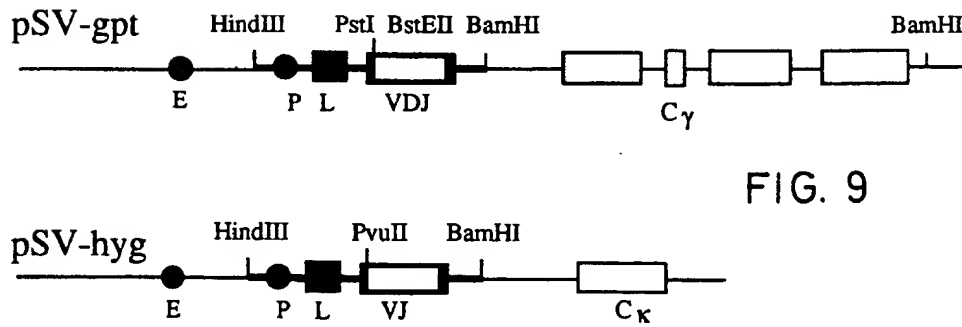 pSV-gpt
HindIII PstI BstEII BamHI BamHI
E P L VDJ Cγ
FIG. 9
pSV-hyg
HindIII PvuII BamHI
E P L VJ Cκ